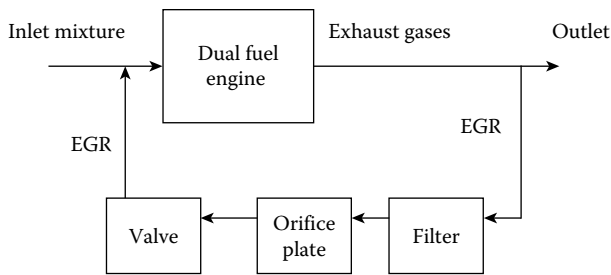 Inlet mixture
Dual fuel
engine
Exhaust gases
Outlet
EGR
EGR
Valve
Orifice
plate
Filter